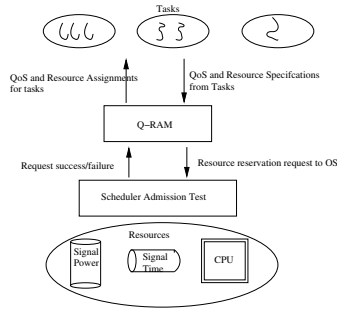 Tasks
QoS and Resource Assignments
for tasks
QoS and Resource Specifcations
from Tasks
Q−RAM
Request success/failure
Resource reservation request to OS
Scheduler Admission Test
Resources
Signal
Power
Signal
Time
CPU